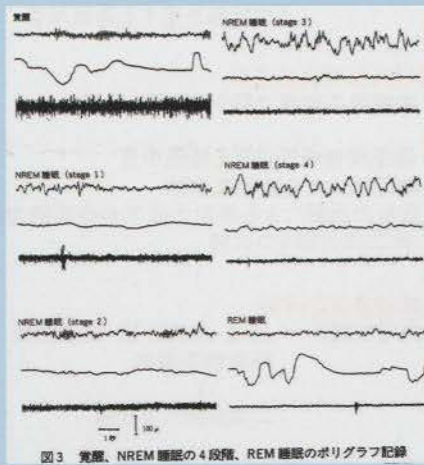 覚醒
NREM 睡眠 (stage 3)
NREM 睡眠 (stage 1)
NREM 睡眠 (stage 4)
NREM 睡眠 (stage 2)
REM 睡眠
1秒
図3 覚醒、NREM 睡眠の4段階、REM 睡眠のポリグラフ記録